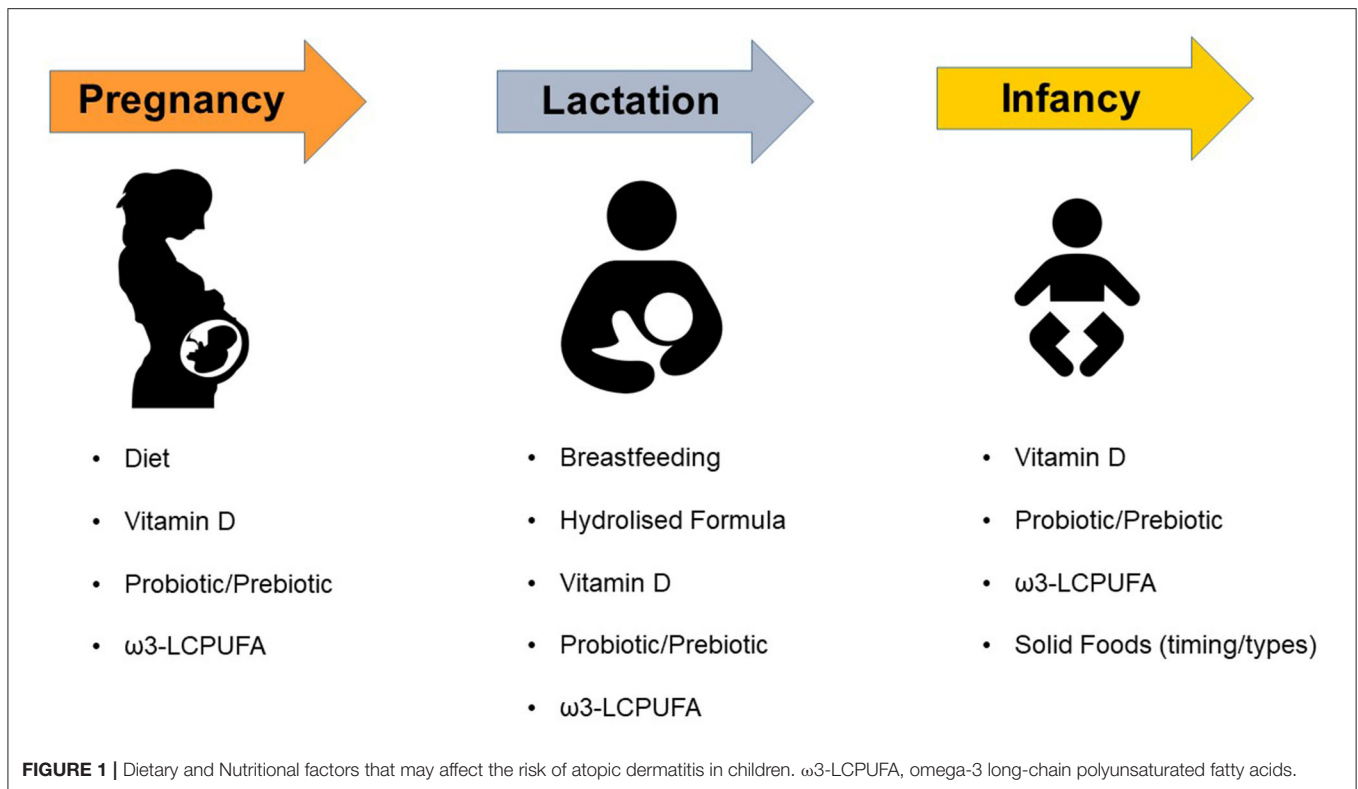 Pregnancy
Lactation
Infancy
• Diet
• Vitamin D
• Probiotic/Prebiotic
• ω3-LCPUFA
• Breastfeeding
• Hydrolised Formula
• Vitamin D
• Probiotic/Prebiotic
• ω3-LCPUFA
• Vitamin D
• Probiotic/Prebiotic
• ω3-LCPUFA
• Solid Foods (timing/types)
FIGURE 1 | Dietary and Nutritional factors that may affect the risk of atopic dermatitis in children. ω3-LCPUFA, omega-3 long-chain polyunsaturated fatty acids.